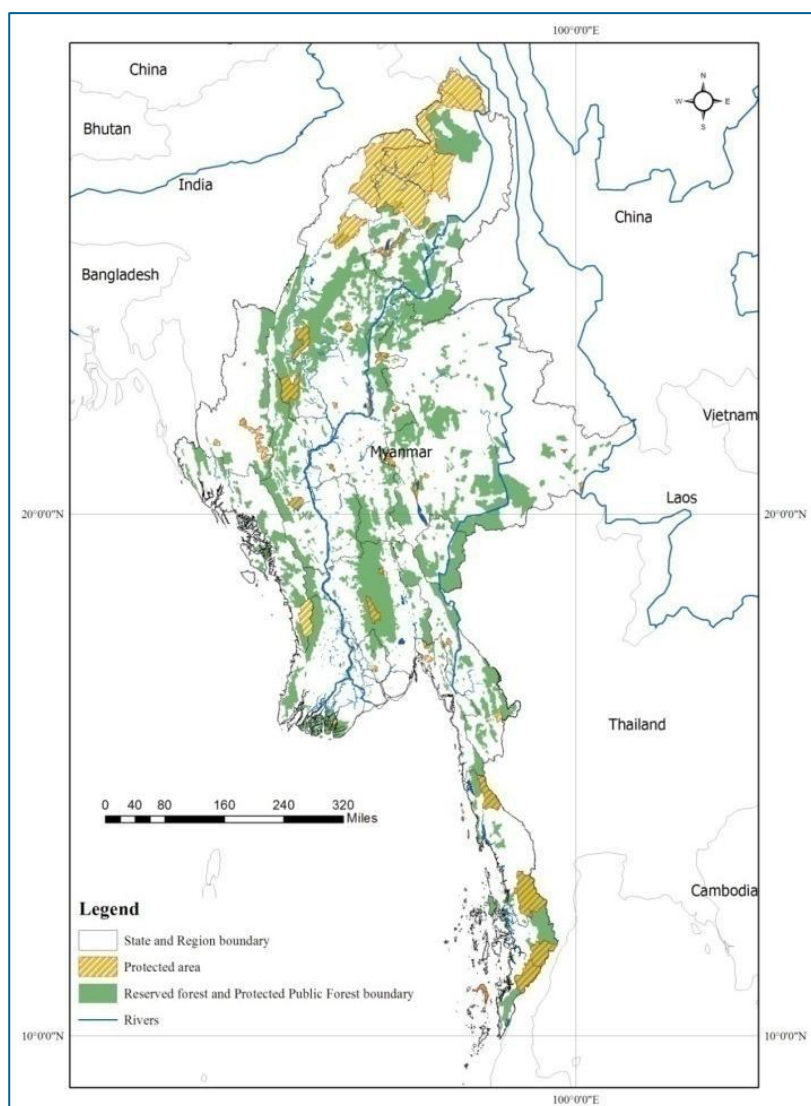 100°0'0"E
China
N
W E
S
Bhutan
India
China
Bangladesh
Vietnam
Myanmar
Laos
20°0'0"N
20°0'0"N
Thailand
0 40 80 160 240 320
Miles
Cambodia
Legend
State and Region boundary
Protected area
Reserved forest and Protected Public Forest boundary
Rivers
10°0'0"N
10°0'0"N
100°0'0"E